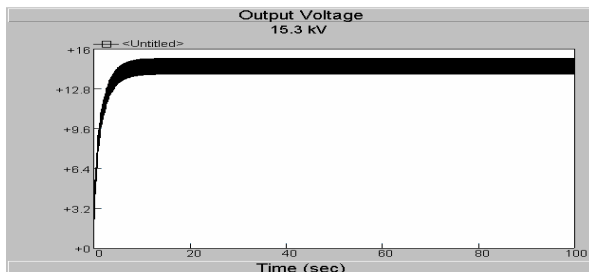 Output Voltage
15.3 kV
<Untitled>
+16
+12.8
+9.6
+6.4
+3.2
+0
0 20 40 60 80 100
Time (sec)